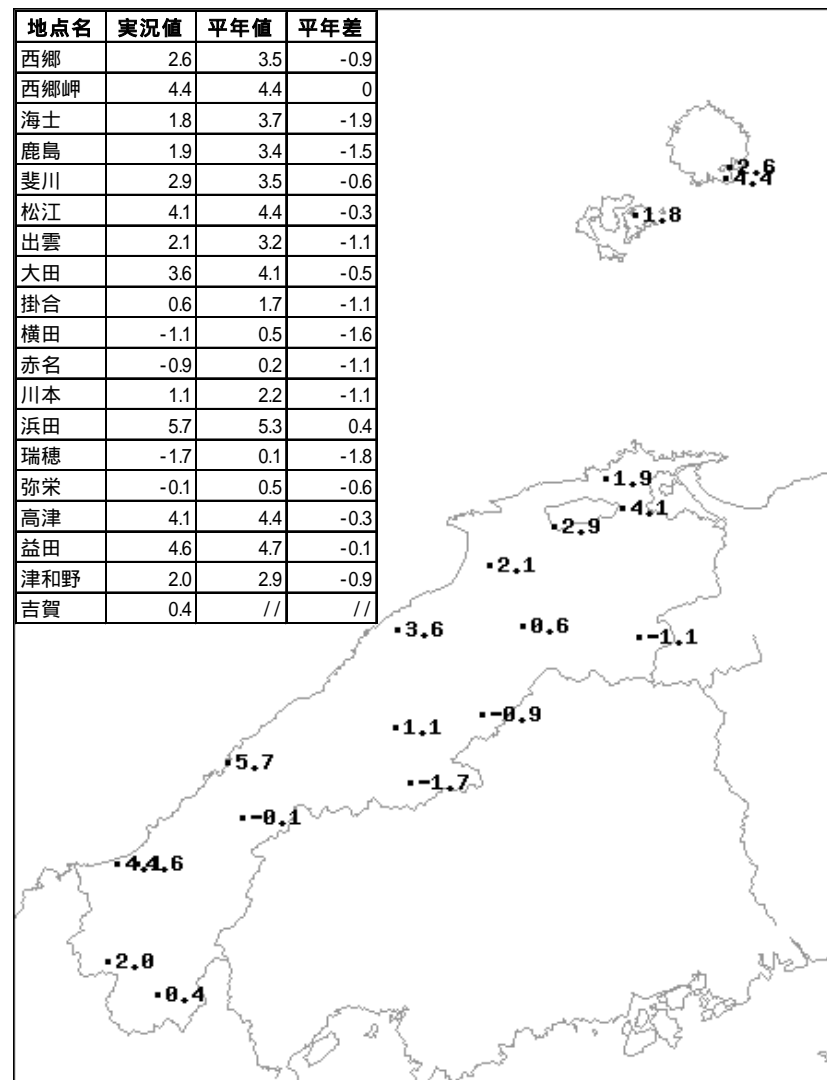 地点名 実況値 平年値 平年差
西郷 2.6 3.5 -0.9
西郷岬 4.4 4.4 0
海士 1.8 3.7 -1.9
鹿島 1.9 3.4 -1.5
斐川 2.9 3.5 -0.6
松江 4.1 4.4 -0.3
出雲 2.1 3.2 -1.1
大田 3.6 4.1 -0.5
掛合 0.6 1.7 -1.1
横田 -1.1 0.5 -1.6
赤名 -0.9 0.2 -1.1
川本 1.1 2.2 -1.1
浜田 5.7 5.3 0.4
瑞穂 -1.7 0.1 -1.8
弥栄 -0.1 0.5 -0.6
高津 4.1 4.4 -0.3
益田 4.6 4.7 -0.1
津和野 2.0 2.9 -0.9
吉賀 0.4 // //
2.6
4.4
1.8
1.9
4.1
2.9
2.1
3.6
0.6
-1.1
-0.9
1.1
5.7
-1.7
-0.1
2.0
0.4